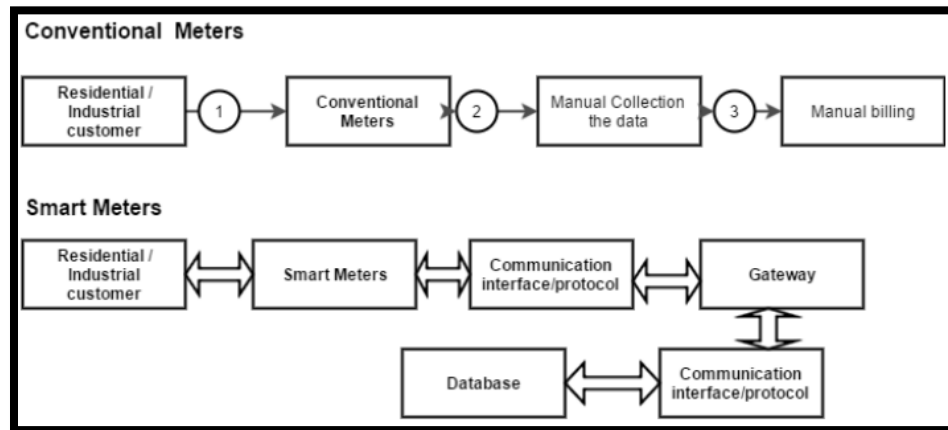 Conventional Meters
Residential /
Industrial
customer
1
Conventional
Meters
2
Manual Collection
the data
3
Manual billing
Smart Meters
Residential /
Industrial
customer
Smart Meters
Communication
interface/protocol
Gateway
Database
Communication
interface/protocol